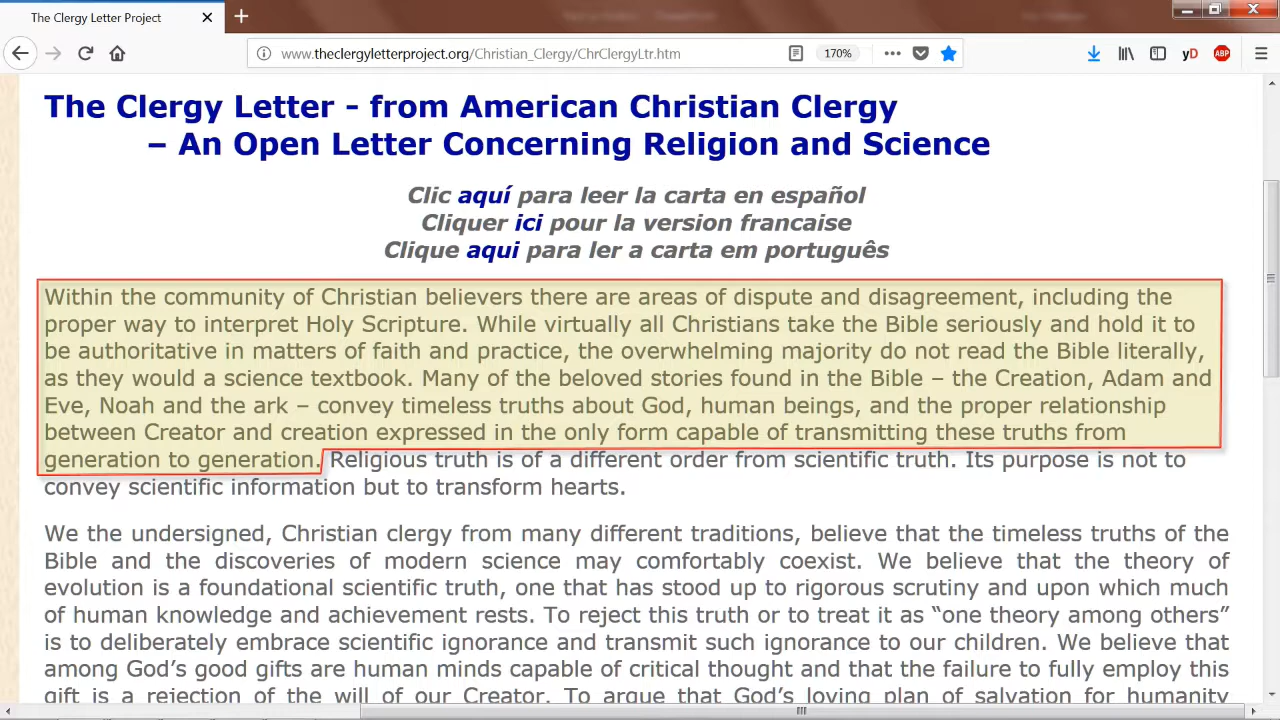 The Clergy Letter Project
www.theclergyletterproject.org/Christian_Clergy/ChrClergyLtr.htm
170%
yD
ABP
The Clergy Letter - from American Christian Clergy
– An Open Letter Concerning Religion and Science
Clic aquí para leer la carta en español
Cliquer ici pour la version francaise
Clique aqui para ler a carta em português
Within the community of Christian believers there are areas of dispute and disagreement, including the
proper way to interpret Holy Scripture. While virtually all Christians take the Bible seriously and hold it to
be authoritative in matters of faith and practice, the overwhelming majority do not read the Bible literally,
as they would a science textbook. Many of the beloved stories found in the Bible – the Creation, Adam and
Eve, Noah and the ark – convey timeless truths about God, human beings, and the proper relationship
between Creator and creation expressed in the only form capable of transmitting these truths from
generation to generation. Religious truth is of a different order from scientific truth. Its purpose is not to
convey scientific information but to transform hearts.
We the undersigned, Christian clergy from many different traditions, believe that the timeless truths of the
Bible and the discoveries of modern science may comfortably coexist. We believe that the theory of
evolution is a foundational scientific truth, one that has stood up to rigorous scrutiny and upon which much
of human knowledge and achievement rests. To reject this truth or to treat it as “one theory among others”
is to deliberately embrace scientific ignorance and transmit such ignorance to our children. We believe that
among God’s good gifts are human minds capable of critical thought and that the failure to fully employ this
gift is a rejection of the will of our Creator. To argue that God’s loving plan of salvation for humanity